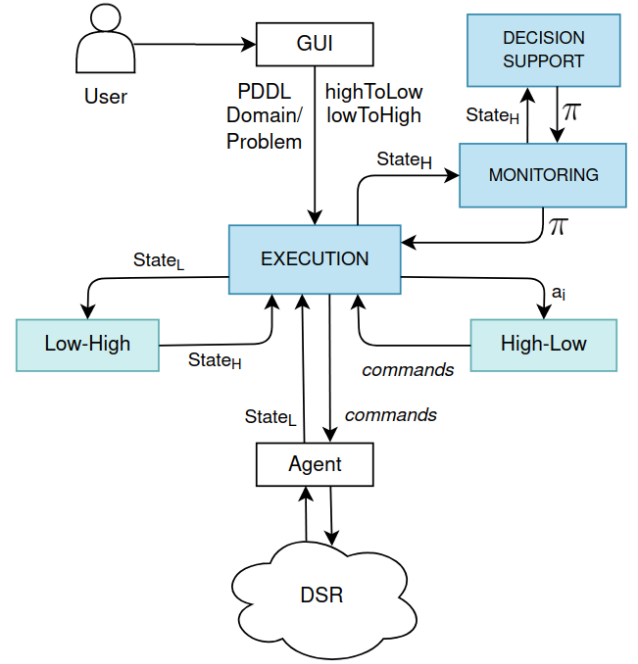 GUI
DECISION
SUPPORT
User
PDDL
Domain/
Problem
highToLow
lowToHigh
StateH
π
StateH
MONITORING
π
EXECUTION
StateL
ai
Low-High
High-Low
StateH
commands
StateL
commands
Agent
DSR